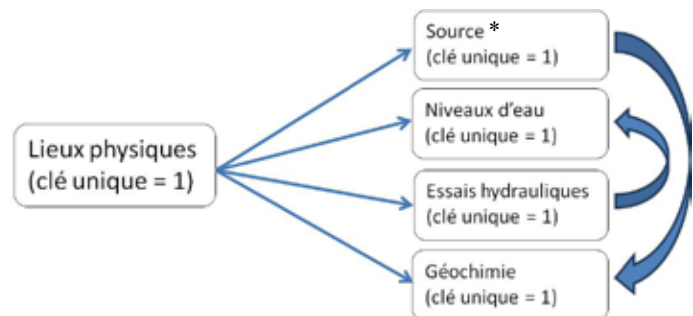 Lieux physiques
(clé unique = 1)
Source *
(clé unique = 1)
Niveaux d'eau
(clé unique = 1)
Essais hydrauliques
(clé unique = 1)
Géochimie
(clé unique = 1)